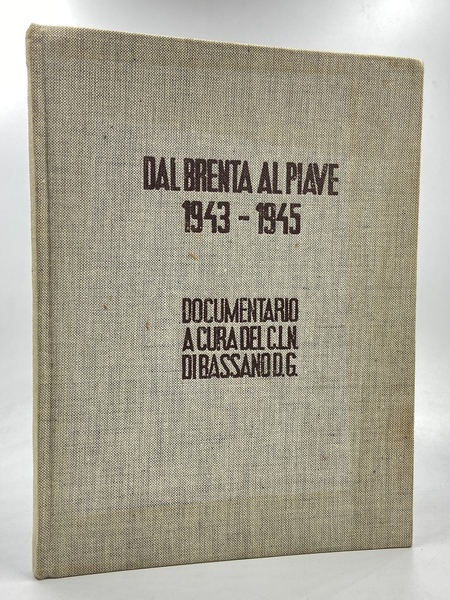 DAL BRENTA AL PIAVE
1943 - 1945
DOCUMENTARIO
A CURA DEL C.L.N.
DI BASSANO D.G.